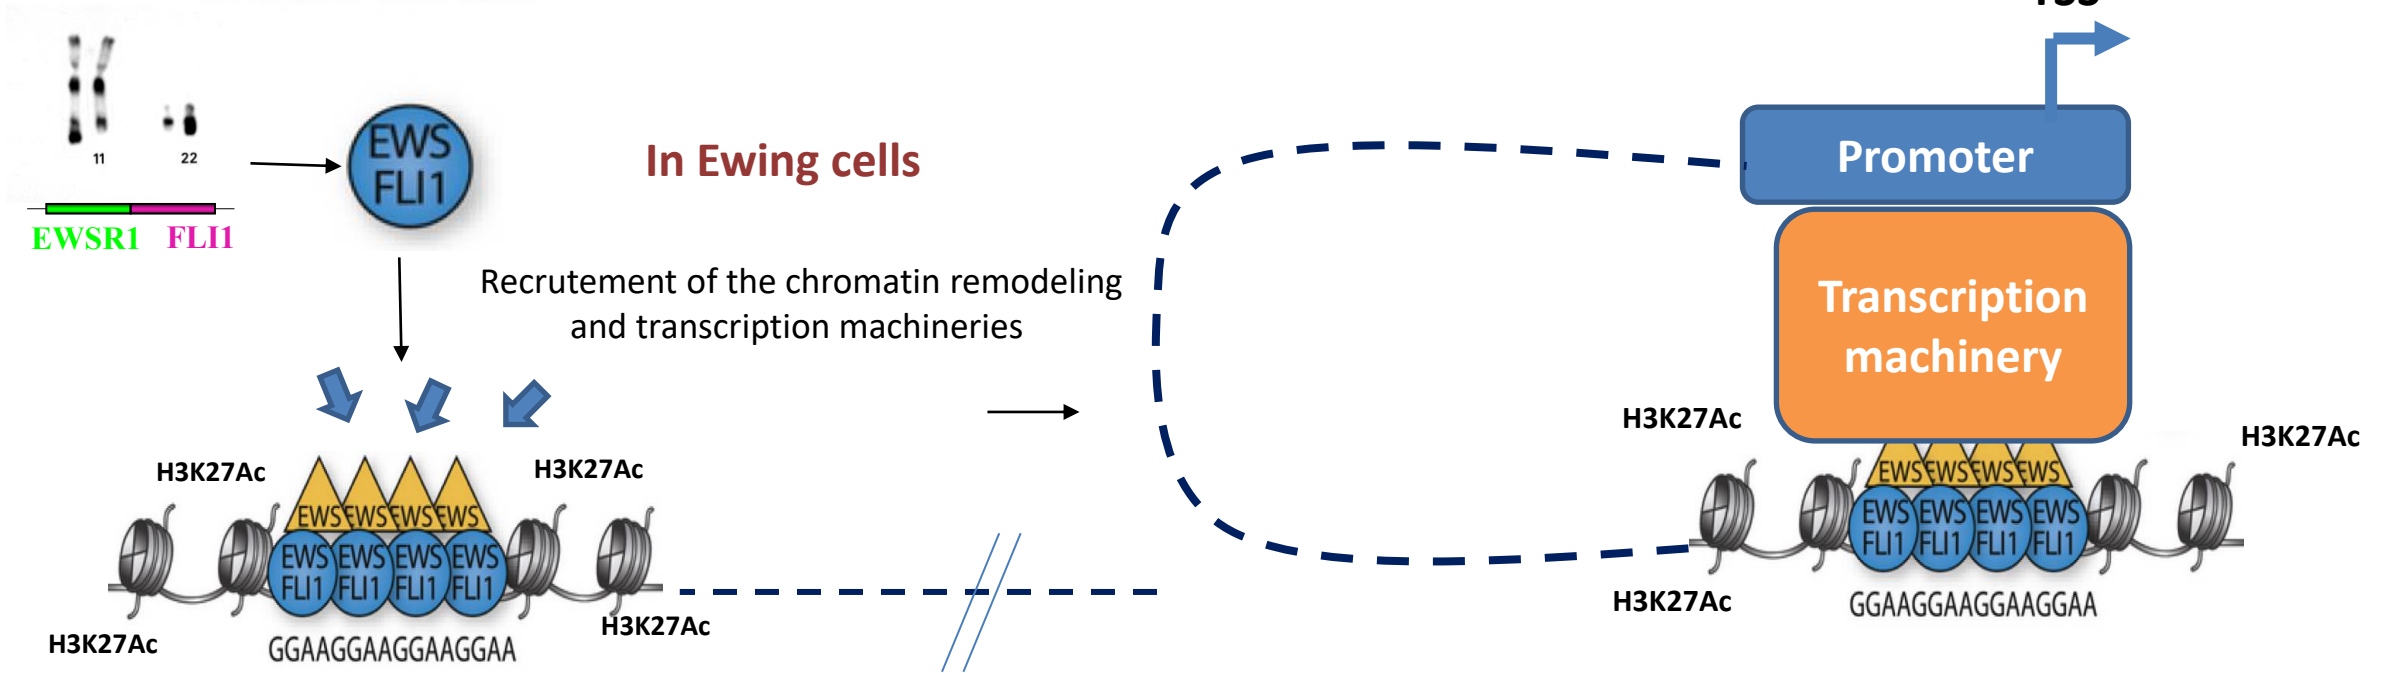 TSS
11
22
EWSR1 FLI1
EWS
FLI1
In Ewing cells
Recrutement of the chromatin remodeling
and transcription machineries
H3K27Ac
H3K27Ac
EWS EWS EWS EWS
EWS EWS EWS EWS
FLI1 FLI1 FLI1 FLI1
H3K27Ac
H3K27Ac
GGAAGGAAGGAAGGAA
Promoter
Transcription
machinery
H3K27Ac
H3K27Ac
EWS EWS EWS EWS
EWS EWS EWS EWS
FLI1 FLI1 FLI1 FLI1
H3K27Ac
GGAAGGAAGGAAGGAA